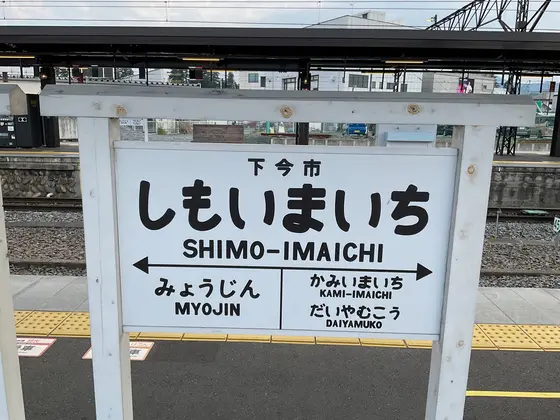 下今市
しもいまいち
SHIMO-IMAICHI
みょうじん
MYOJIN
かみいまいち
KAMI-IMAICHI
だいやむこう
DAIYAMUKO